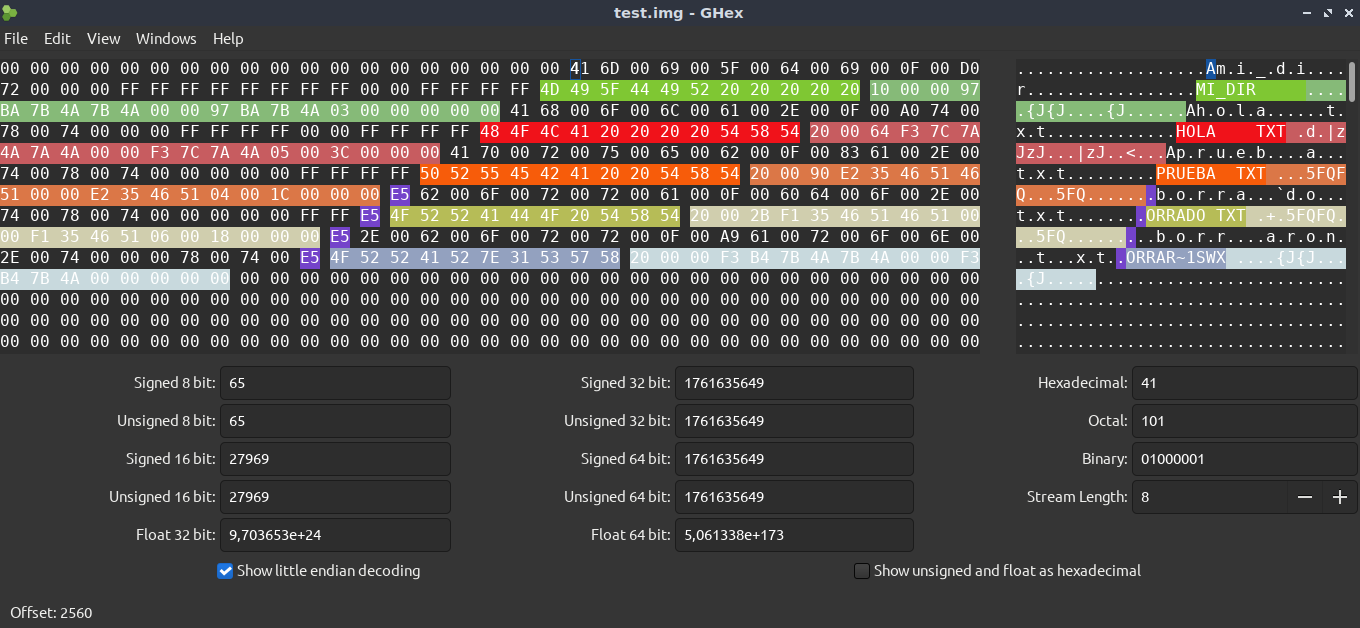 test.img - GHex
File Edit View Windows Help
00 00 00 00 00 00 00 00 00 00 00 00 00 00 00 00 00 00 00 41 6D 00 69 00 5F 00 64 00 69 00 0F 00 D0 ...................Am.i._.d.i....
72 00 00 00 FF FF FF FF FF FF FF FF 00 00 FF FF FF FF 4D 49 5F 44 49 52 20 20 20 20 20 10 00 00 97 r.................MI_DIR     ....
BA 7B 4A 7B 4A 00 00 97 BA 7B 4A 03 00 00 00 00 00 41 68 00 6F 00 6C 00 61 00 2E 00 0F 00 A0 74 00 .{J{J....{J......Ah.o.l.a......t.
78 00 74 00 00 00 FF FF FF FF 00 00 FF FF FF FF 48 4F 4C 41 20 20 20 20 54 58 54 20 00 64 F3 7C 7A x.t.............HOLA    TXT .d.|z
4A 7A 4A 00 00 F3 7C 7A 4A 05 00 3C 00 00 00 41 70 00 72 00 75 00 65 00 62 00 0F 00 83 61 00 2E 00 JzJ...|zJ..<...Ap.r.u.e.b....a...
74 00 78 00 74 00 00 00 00 00 FF FF FF FF 50 52 55 45 42 41 20 20 54 58 54 20 00 90 E2 35 46 51 46 t.x.t.........PRUEBA  TXT ...5FQF
51 00 00 E2 35 46 51 04 00 1C 00 00 00 E5 62 00 6F 00 72 00 72 00 61 00 0F 00 60 64 00 6F 00 2E 00 Q...5FQ.......b.o.r.r.a...`d.o...
74 00 78 00 74 00 00 00 00 00 FF FF E5 4F 52 52 41 44 4F 20 54 58 54 20 00 2B F1 35 46 51 46 51 00 t.x.t........ORRADO TXT .+.5FQFQ.
00 F1 35 46 51 06 00 18 00 00 00 E5 2E 00 62 00 6F 00 72 00 72 00 0F 00 A9 61 00 72 00 6F 00 6E 00 ..5FQ.........b.o.r.r....a.r.o.n.
2E 00 74 00 00 00 78 00 74 00 E5 4F 52 52 41 52 7E 31 53 57 58 20 00 00 F3 B4 7B 4A 7B 4A 00 00 F3 ..t...x.t..ORRAR~1SWX ....{J{J...
B4 7B 4A 00 00 00 00 00 00 00 00 00 00 00 00 00 00 00 00 00 00 00 00 00 00 00 00 00 00 00 00 00 00 .{J..............................
00 00 00 00 00 00 00 00 00 00 00 00 00 00 00 00 00 00 00 00 00 00 00 00 00 00 00 00 00 00 00 00 00 .................................
00 00 00 00 00 00 00 00 00 00 00 00 00 00 00 00 00 00 00 00 00 00 00 00 00 00 00 00 00 00 00 00 00 .................................
00 00 00 00 00 00 00 00 00 00 00 00 00 00 00 00 00 00 00 00 00 00 00 00 00 00 00 00 00 00 00 00 00 .................................
Signed 8 bit: 65 Signed 32 bit: 1761635649 Hexadecimal: 41
Unsigned 8 bit: 65 Unsigned 32 bit: 1761635649 Octal: 101
Signed 16 bit: 27969 Signed 64 bit: 1761635649 Binary: 01000001
Unsigned 16 bit: 27969 Unsigned 64 bit: 1761635649 Stream Length: 8
Float 32 bit: 9,703653e+24 Float 64 bit: 5,061338e+173
Show little endian decoding Show unsigned and float as hexadecimal
Offset: 2560